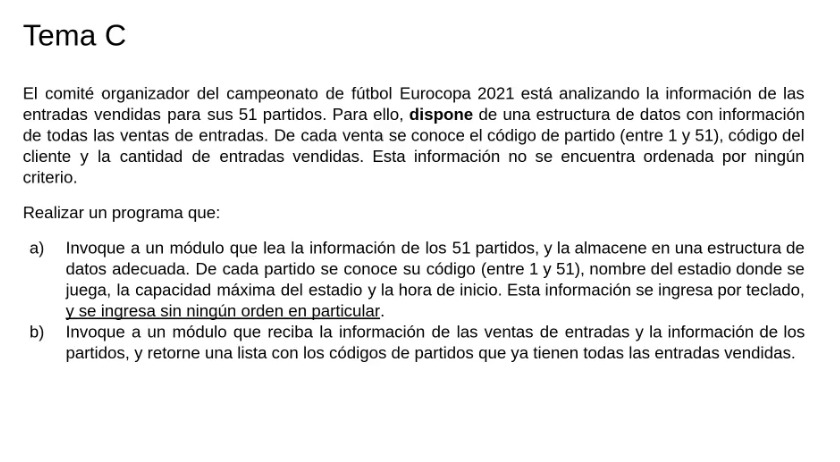 Tema C
El comité organizador del campeonato de fútbol Eurocopa 2021 está analizando la información de las
entradas vendidas para sus 51 partidos. Para ello, dispone de una estructura de datos con información
de todas las ventas de entradas. De cada venta se conoce el código de partido (entre 1 y 51), código del
cliente y la cantidad de entradas vendidas. Esta información no se encuentra ordenada por ningún
criterio.
Realizar un programa que:
a) Invoque a un módulo que lea la información de los 51 partidos, y la almacene en una estructura de
datos adecuada. De cada partido se conoce su código (entre 1 y 51), nombre del estadio donde se
juega, la capacidad máxima del estadio y la hora de inicio. Esta información se ingresa por teclado,
y se ingresa sin ningún orden en particular.
b) Invoque a un módulo que reciba la información de las ventas de entradas y la información de los
partidos, y retorne una lista con los códigos de partidos que ya tienen todas las entradas vendidas.